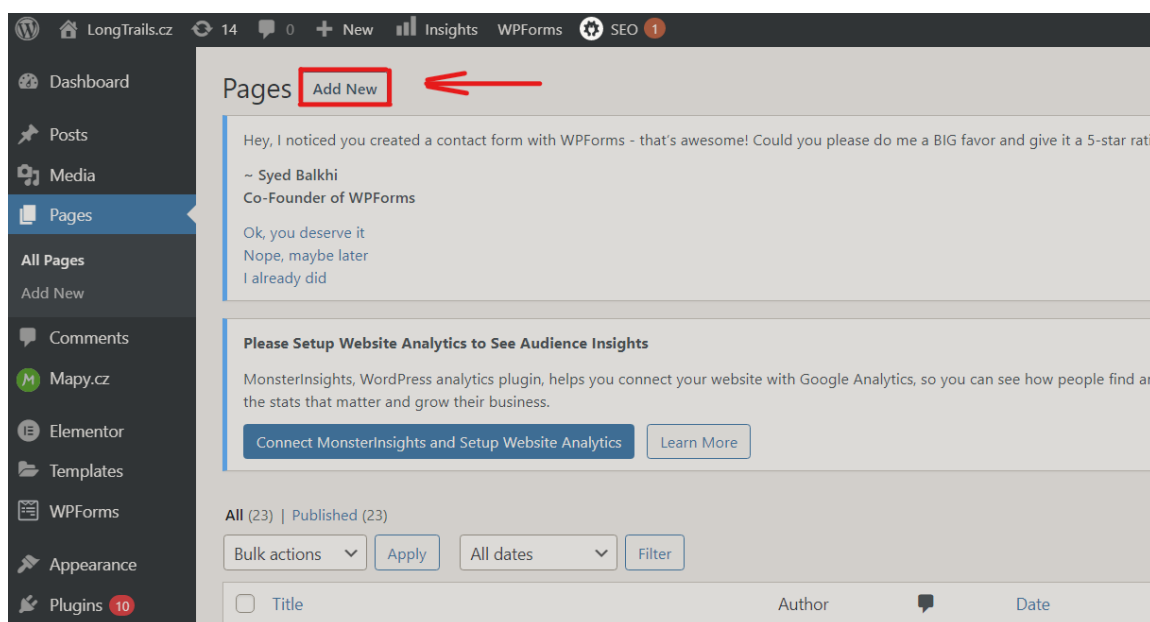 LongTrails.cz 14 0 New Insights WPForms SEO 1
Dashboard
Posts
Media
Pages
All Pages
Add New
Comments
Mapy.cz
Elementor
Templates
WPForms
Appearance
Plugins 10
Pages Add New
Hey, I noticed you created a contact form with WPForms - that's awesome! Could you please do me a BIG favor and give it a 5-star
~ Syed Balkhi
Co-Founder of WPForms
Ok, you deserve it
Nope, maybe later
I already did
Please Setup Website Analytics to See Audience Insights
MonsterInsights, WordPress analytics plugin, helps you connect your website with Google Analytics, so you can see how people find
the stats that matter and grow their business.
Connect MonsterInsights and Setup Website Analytics Learn More
All (23) | Published (23)
Bulk actions Apply All dates Filter
Title Author Date